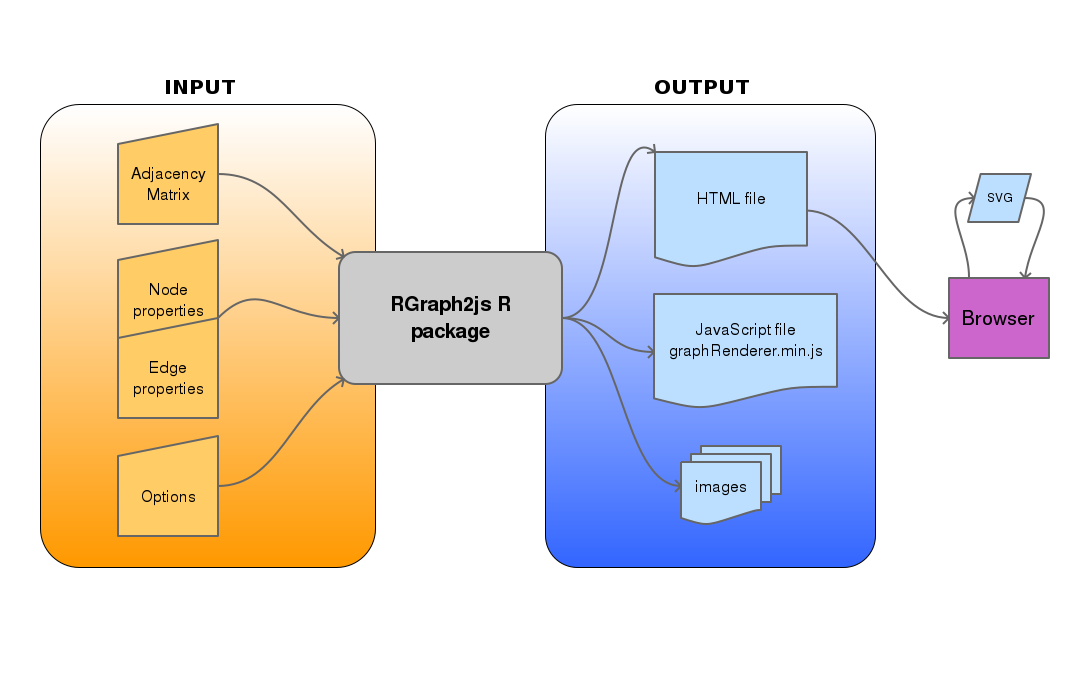 INPUT
Adjacency
Matrix
Node
properties
Edge
properties
Options
RGraph2js R
package
OUTPUT
HTML file
JavaScript file
graphRenderer.min.js
images
SVG
Browser